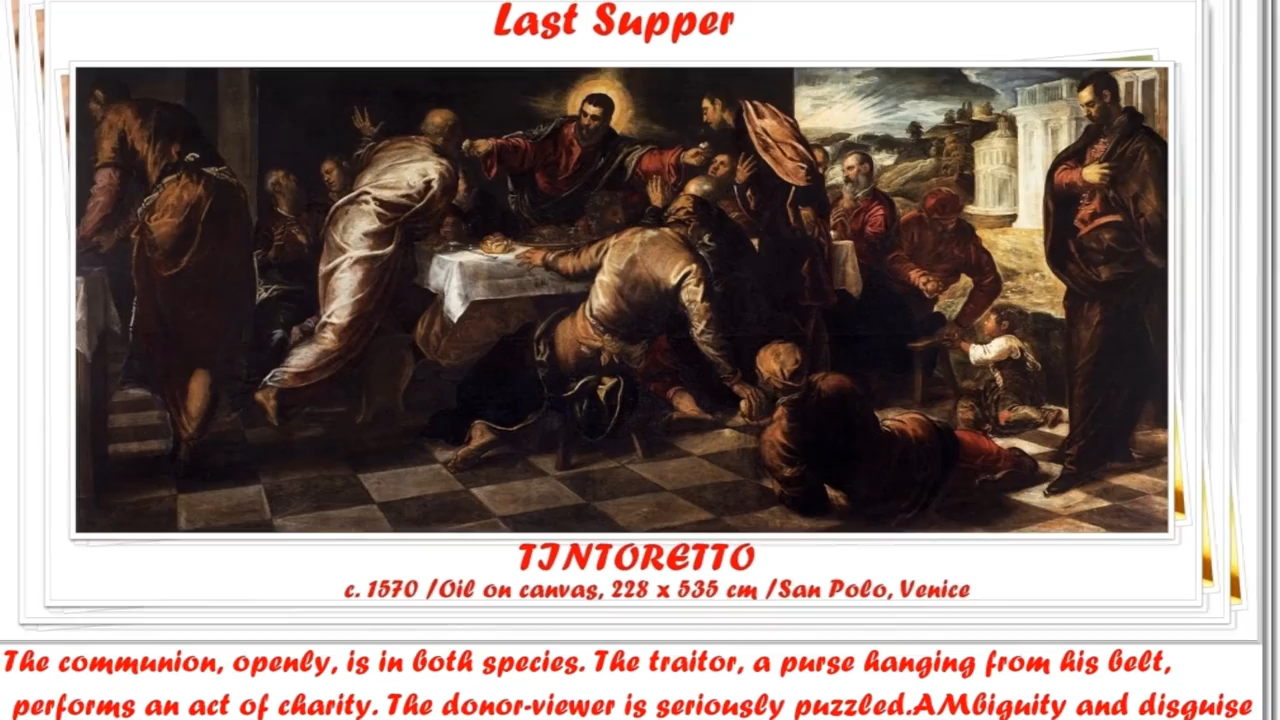 Last Supper
TINTORETTO
c. 1570 /Oil on canvas, 228 x 535 cm /San Polo, Venice
The communion, openly, is in both species. The traitor, a purse hanging from his belt,
performs an act of charity. The donor-viewer is seriously puzzled.AMbiguity and disguise